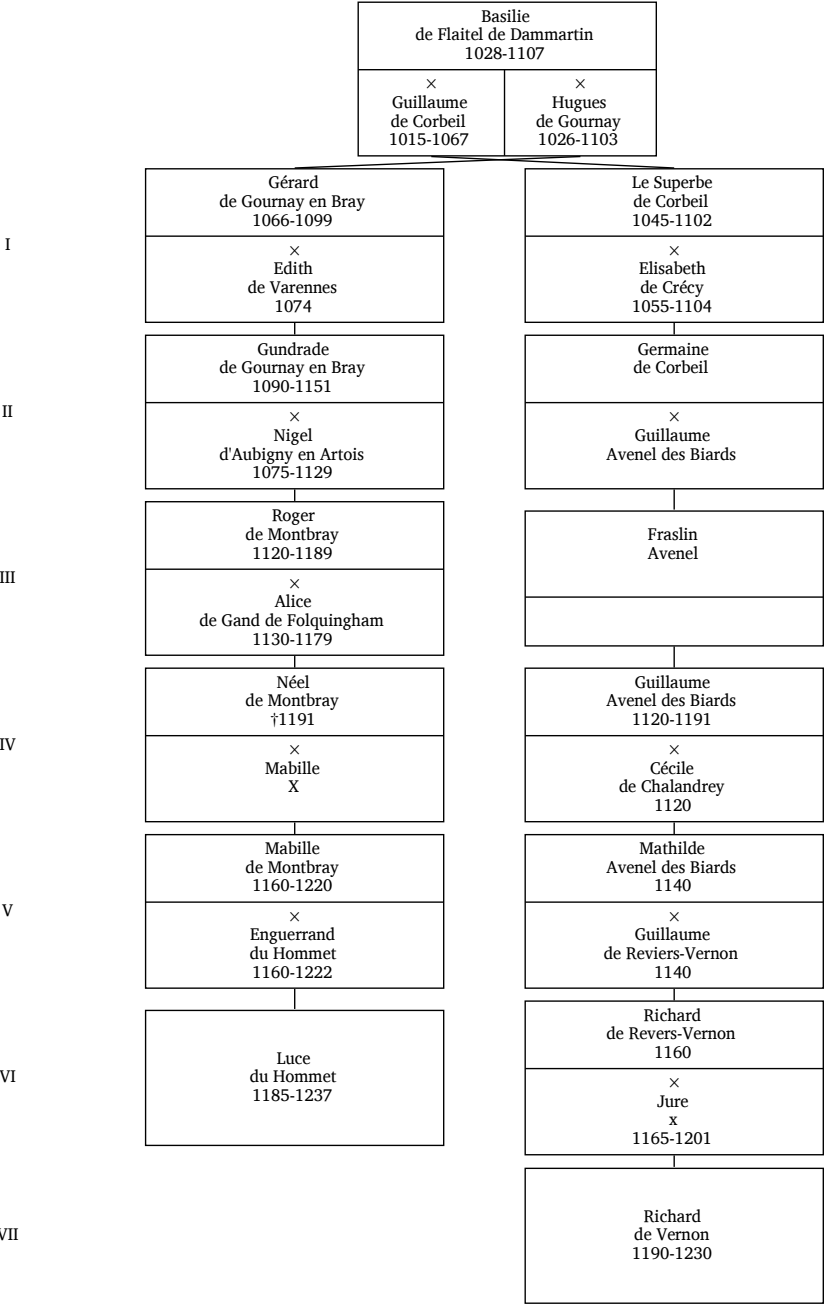 Basilie
de Flaitel de Dammartin
1028-1107
×
Guillaume
de Corbeil
1015-1067
×
Hugues
de Gournay
1026-1103
I
Gérard
de Gournay en Bray
1066-1099
×
Edith
de Varennes
1074
Le Superbe
de Corbeil
1045-1102
×
Elisabeth
de Crécy
1055-1104
II
Gundrade
de Gournay en Bray
1090-1151
×
Nigel
d'Aubigny en Artois
1075-1129
Germaine
de Corbeil
×
Guillaume
Avenel des Biards
III
Roger
de Montbray
1120-1189
×
Alice
de Gand de Folquingham
1130-1179
Fraslin
Avenel
IV
Néel
de Montbray
†1191
×
Mabille
X
Guillaume
Avenel des Biards
1120-1191
×
Cécile
de Chalandrey
1120
V
Mabille
de Montbray
1160-1220
×
Enguerrand
du Hommet
1160-1222
Mathilde
Avenel des Biards
1140
×
Guillaume
de Reviers-Vernon
1140
VI
Luce
du Hommet
1185-1237
Richard
de Revers-Vernon
1160
×
Jure
x
1165-1201
VII
Richard
de Vernon
1190-1230